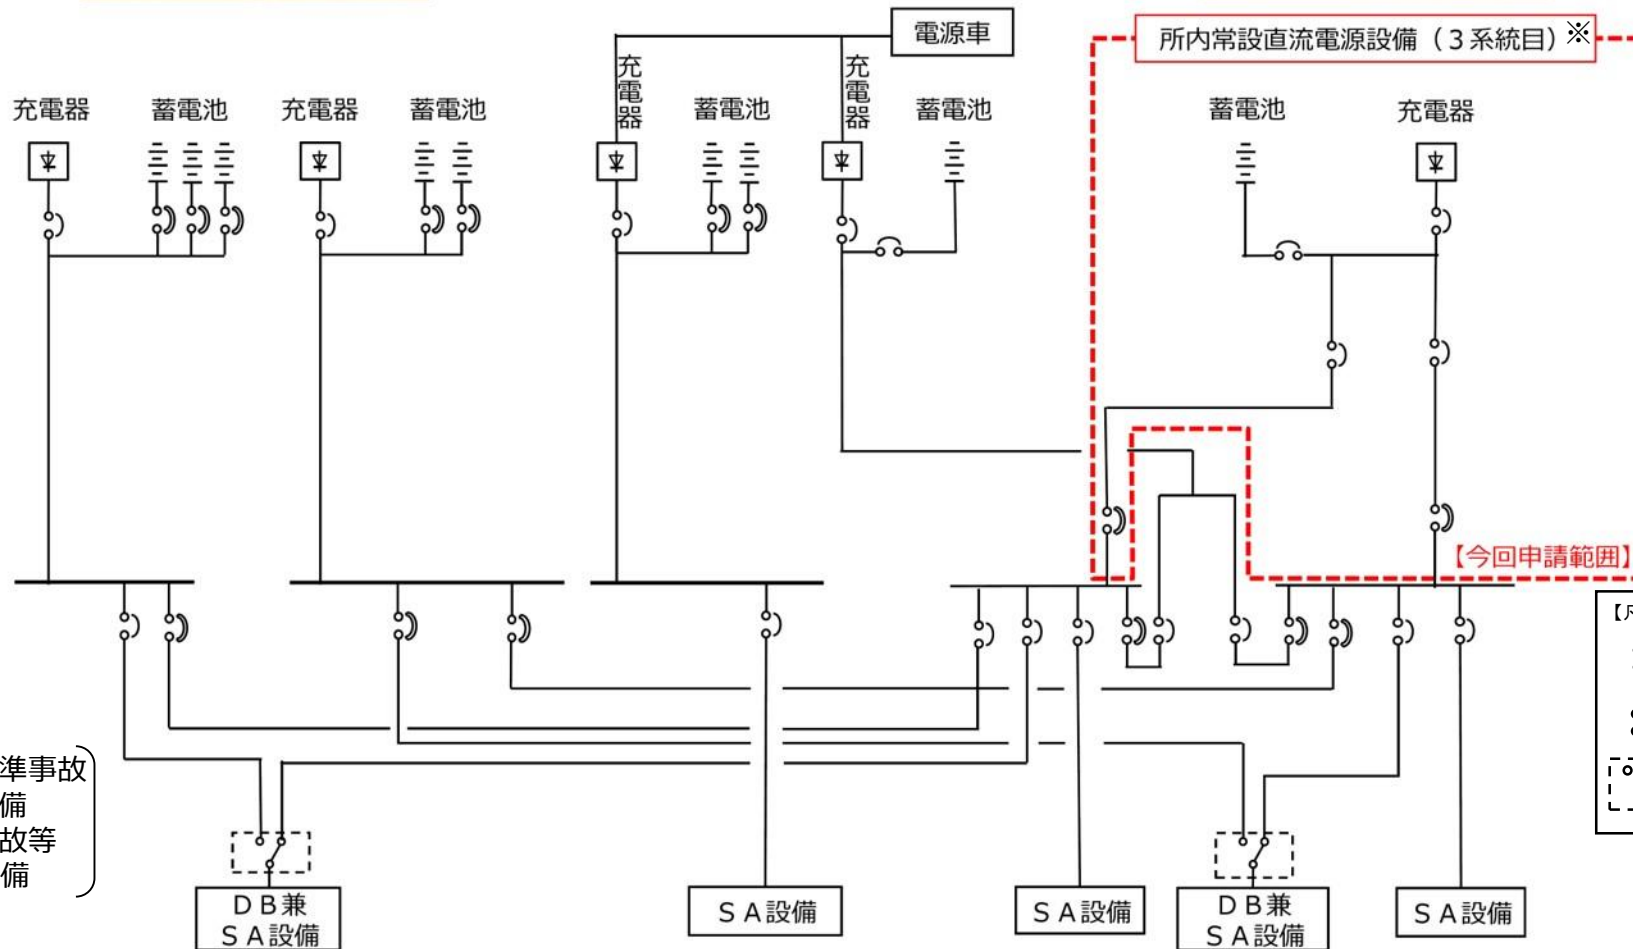 電源車
所内常設直流電源設備（３系統目）※
充電器
蓄電池
充電器
蓄電池
充電器
蓄電池
充電器
蓄電池
蓄電池
充電器
【今回申請範囲】
準事故
備
故等
備
ＤＢ兼
ＳＡ設備
ＳＡ設備
ＳＡ設備
ＤＢ兼
ＳＡ設備
ＳＡ設備